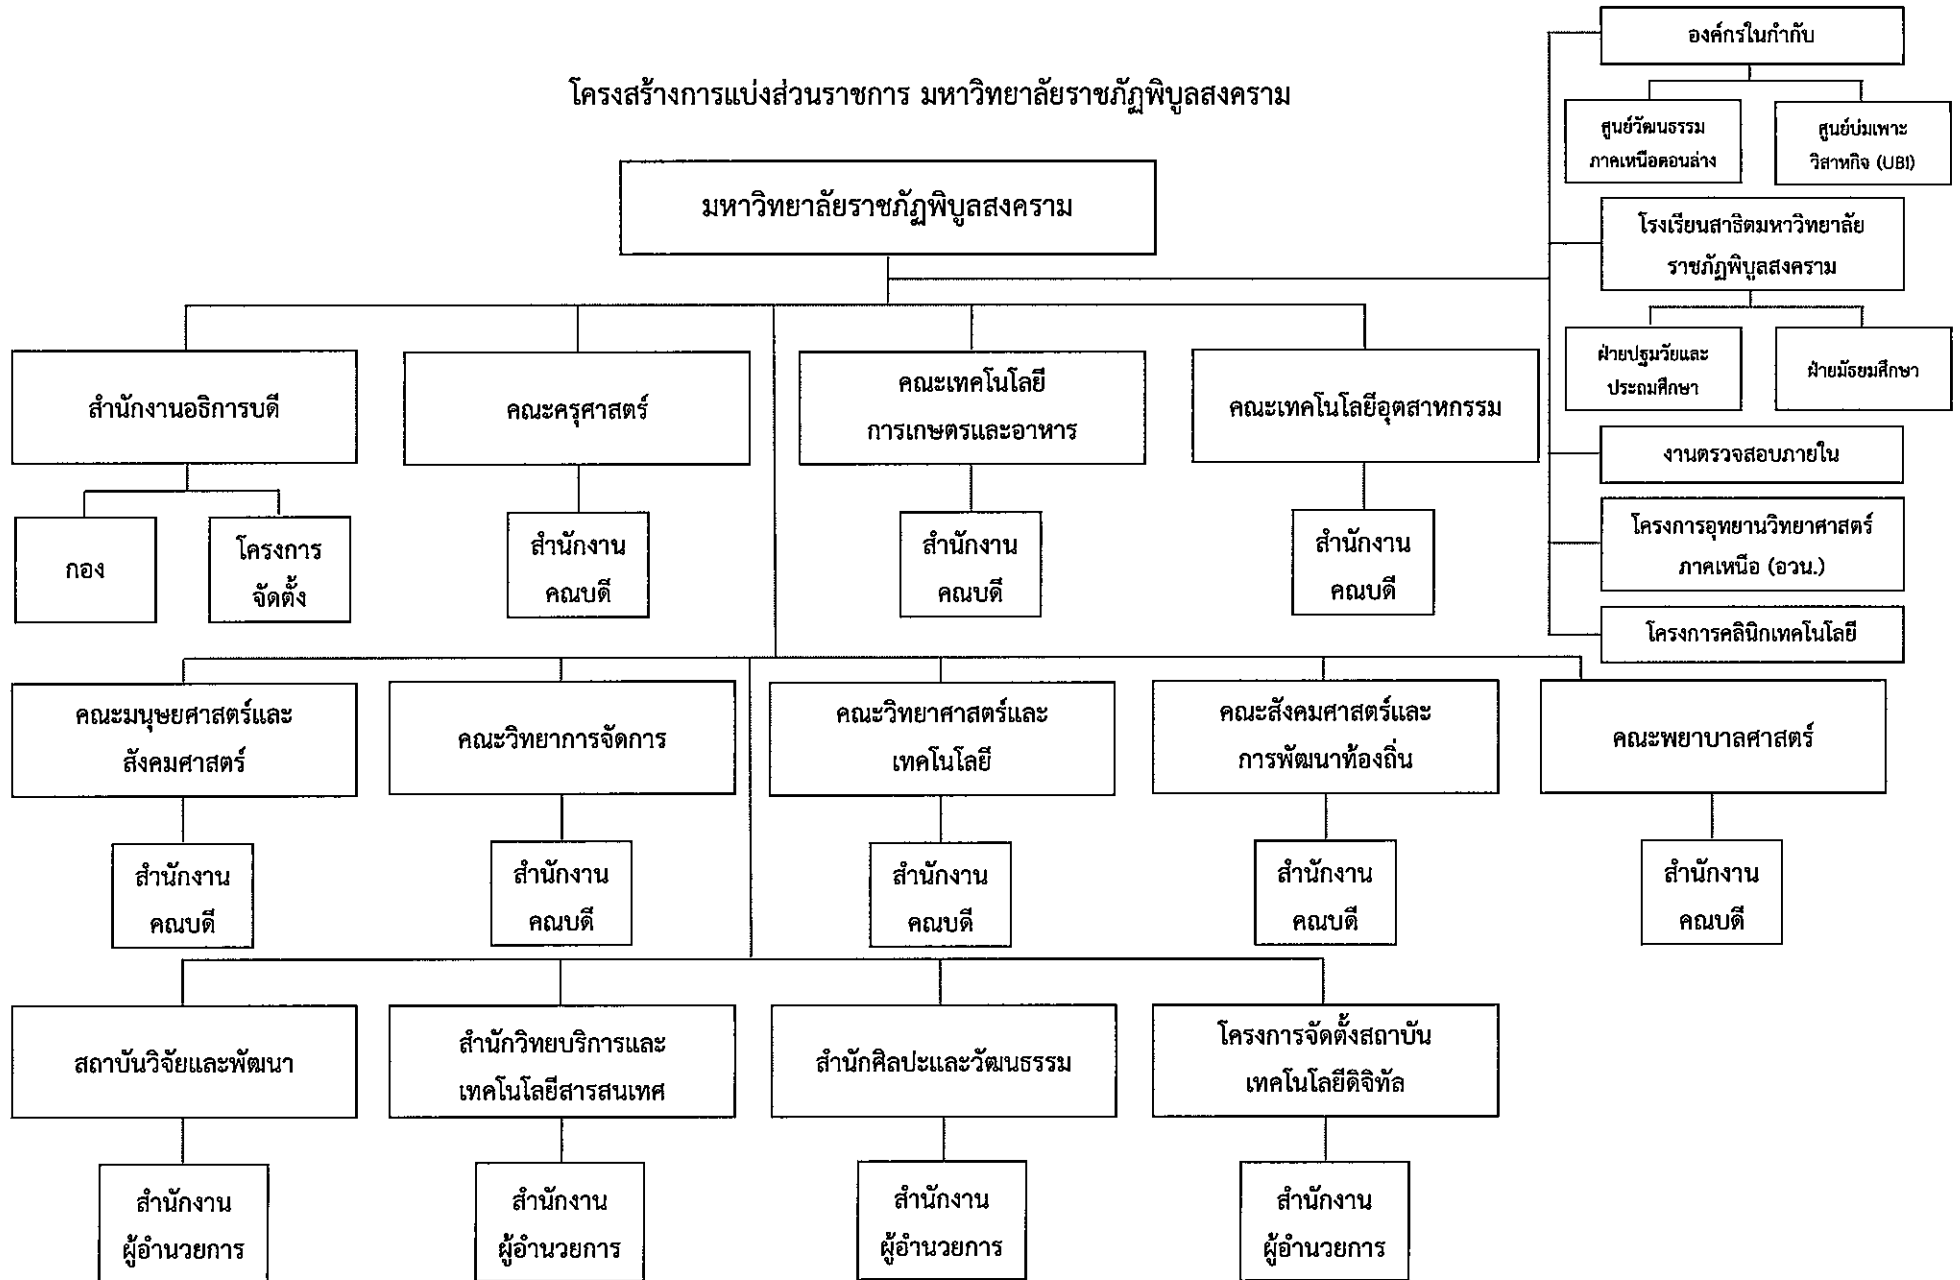 โครงสร้างการแบ่งส่วนราชการ มหาวิทยาลัยราชภัฏพิบูลสงคราม
มหาวิทยาลัยราชภัฏพิบูลสงคราม
องค์กรในกำกับ
ศูนย์วัฒนธรรม
ภาคเหนือตอนล่าง
ศูนย์บ่มเพาะ
วิสาหกิจ (UBI)
โรงเรียนสาธิตมหาวิทยาลัย
ราชภัฏพิบูลสงคราม
ฝ่ายปฐมวัยและ
ประถมศึกษา
ฝ่ายมัธยมศึกษา
งานตรวจสอบภายใน
โครงการอุทยานวิทยาศาสตร์
ภาคเหนือ (อวน.)
โครงการคลินิกเทคโนโลยี
สำนักงานอธิการบดี
คณะครุศาสตร์
คณะเทคโนโลยี
การเกษตรและอาหาร
คณะเทคโนโลยีอุตสาหกรรม
กอง
โครงการ
จัดตั้ง
สำนักงาน
คณบดี
สำนักงาน
คณบดี
สำนักงาน
คณบดี
คณะมนุษยศาสตร์และ
สังคมศาสตร์
คณะวิทยาการจัดการ
คณะวิทยาศาสตร์และ
เทคโนโลยี
คณะสังคมศาสตร์และ
การพัฒนาท้องถิ่น
คณะพยาบาลศาสตร์
สำนักงาน
คณบดี
สำนักงาน
คณบดี
สำนักงาน
คณบดี
สำนักงาน
คณบดี
สำนักงาน
คณบดี
สถาบันวิจัยและพัฒนา
สำนักวิทยบริการและ
เทคโนโลยีสารสนเทศ
สำนักศิลปะและวัฒนธรรม
โครงการจัดตั้งสถาบัน
เทคโนโลยีดิจิทัล
สำนักงาน
ผู้อำนวยการ
สำนักงาน
ผู้อำนวยการ
สำนักงาน
ผู้อำนวยการ
สำนักงาน
ผู้อำนวยการ